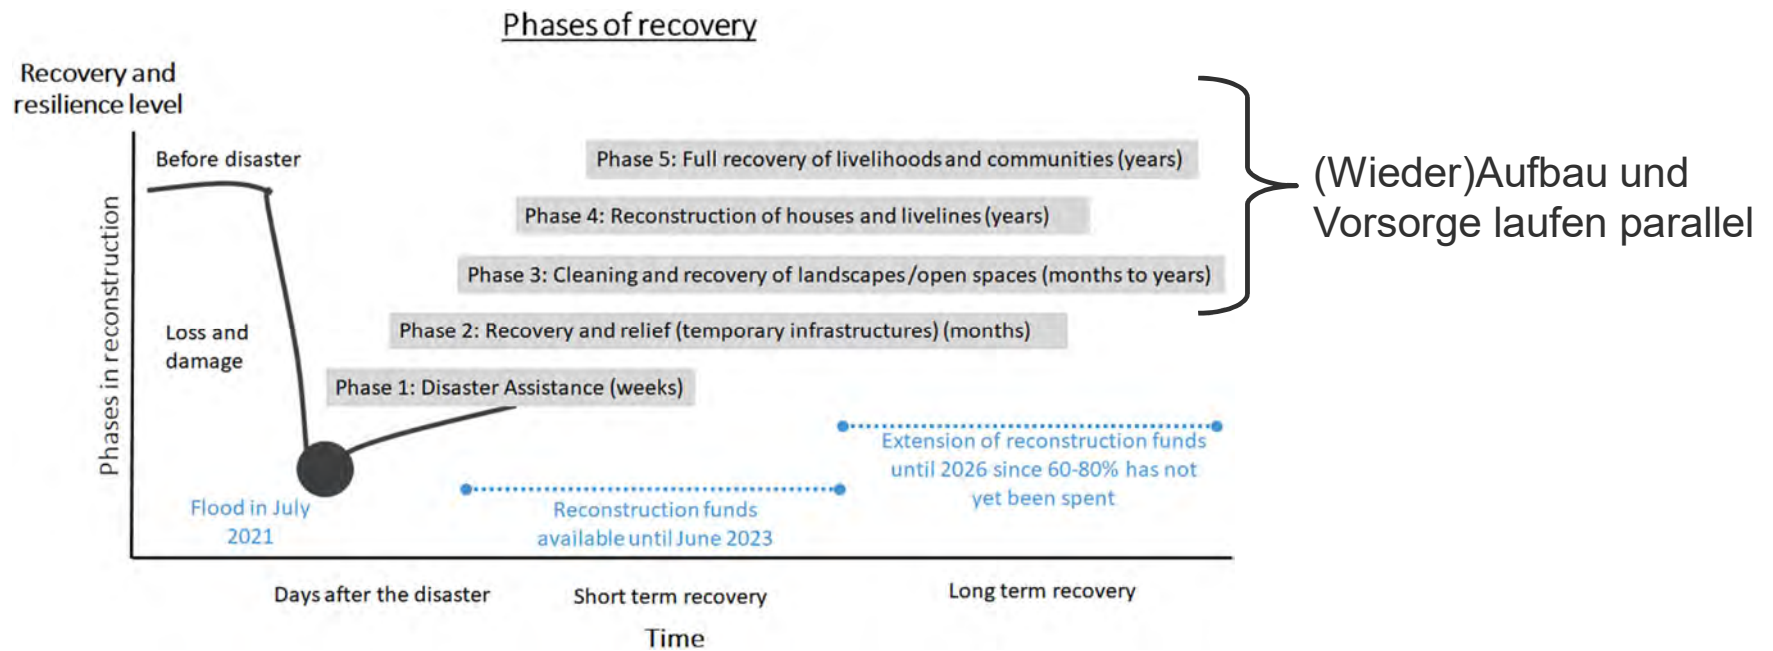 Phases of recovery
Recovery and
resilience level
Phases in reconstruction
Before disaster
Loss and
damage
Phase 5: Full recovery of livelihoods and communities (years)
Phase 4: Reconstruction of houses and livelines (years)
Phase 3: Cleaning and recovery of landscapes/open spaces (months to years)
Phase 2: Recovery and relief (temporary infrastructures) (months)
Phase 1: Disaster Assistance (weeks)
(Wieder)Aufbau und
Vorsorge laufen parallel
Flood in July
2021
Reconstruction funds
available until June 2023
Extension of reconstruction funds
until 2026 since 60-80% has not
yet been spent
Days after the disaster
Short term recovery
Long term recovery
Time